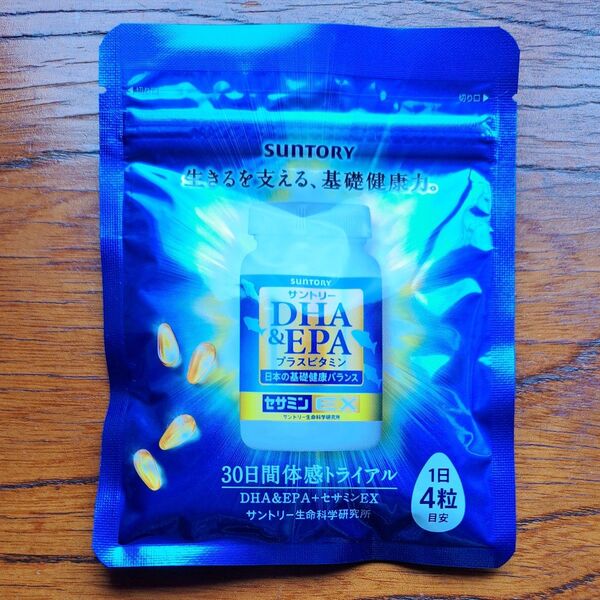 ◀切り口
切り口▶
SUNTORY
生きるを支える、基礎健康力。
SUNTORY
サントリー
DHA
&EPA
プラスビタミン
日本の基礎健康バランス
セサミンEX
サントリー生命科学研究所
30日間体感トライアル
DHA&EPA+セサミンEX
サントリー生命科学研究所
1日
4粒
目安